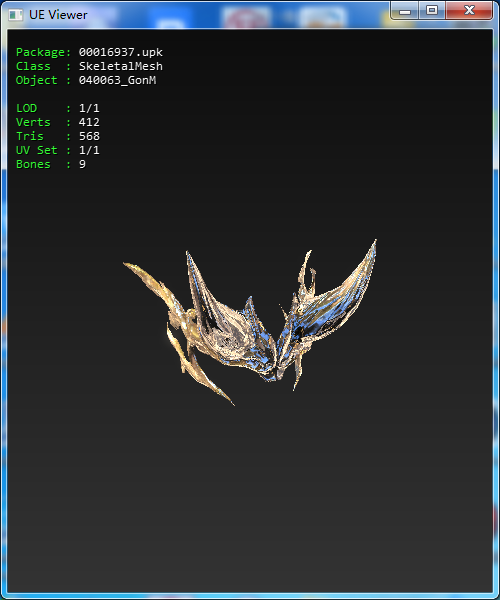 UE Viewer
Package: 00016937.upk
Class : SkeletalMesh
Object : 040063_GonM
LOD : 1/1
Verts : 412
Tris : 568
UV Set : 1/1
Bones : 9